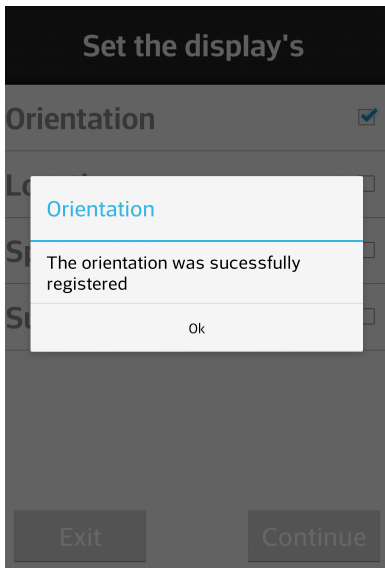 Set the display's
Orientation
Orientation
The orientation was sucessfully
registered
Ok
Exit
Continue